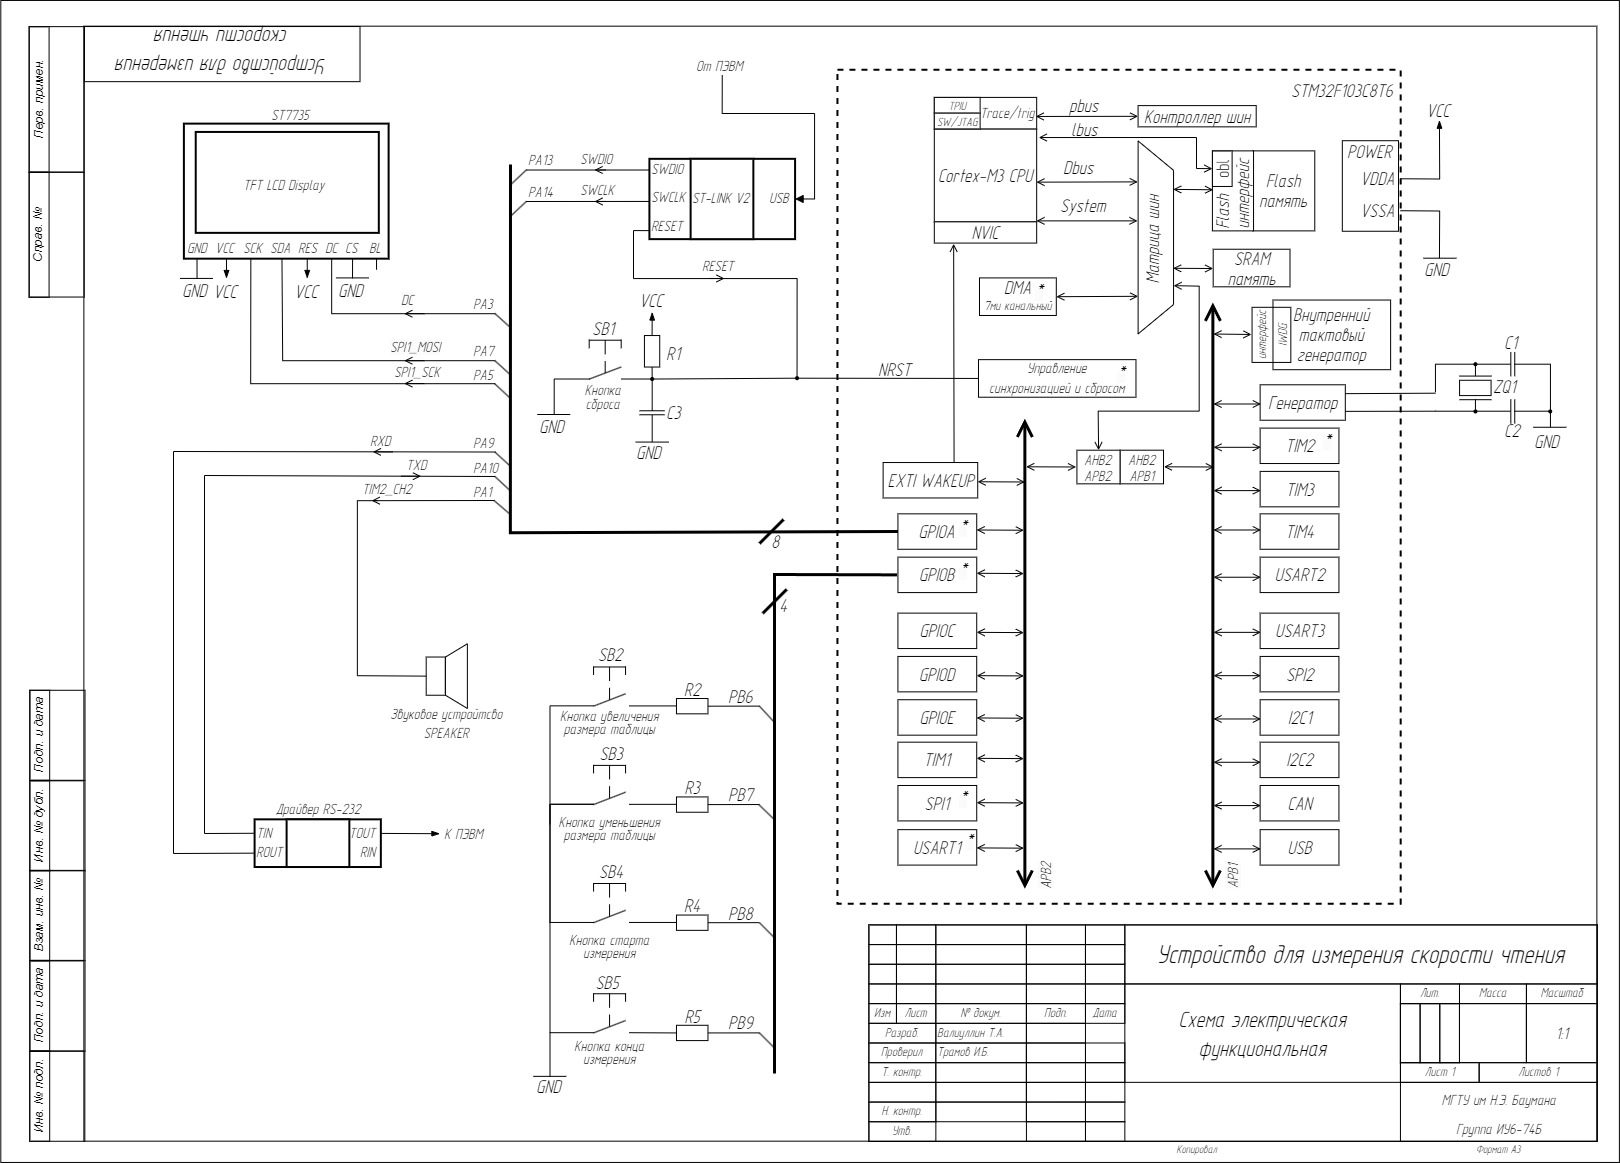 Устройство для измерения
скорости чтения
Перв. примен.
Справ. №
Подп. и дата
Инв. № дубл.
Взам. инв. №
Подп. и дата
Инв. № подл.
ST7735
TFT LCD Display
GND VCC SCK SDA RES DC CS BL
GND VCC VCC GND
DC PA3
SPI1_MOSI PA7
SPI1_SCK PA5
RXD PA9
TXD PA10
TIM2_CH2 PA1
От ПЭВМ
PA13 SWDIO
PA14 SWCLK
SWDIO
SWCLK ST-LINK V2 USB
RESET
RESET
VCC
SB1
R1
Кнопка
сброса
C3
GND
GND
NRST
8
4
Звуковое устройтсво
SPEAKER
Драйвер RS-232
TIN TOUT
ROUT RIN
К ПЭВМ
SB2
R2 PB6
Кнопка увеличения
размера таблицы
SB3
R3 PB7
Кнопка уменьшения
размера таблицы
SB4
R4 PB8
Кнопка старта
измерения
SB5
R5 PB9
Кнопка конца
измерения
GND
STM32F103C8T6
TPIU
SW/JTAG
Trace/trig
Cortex-M3 CPU
NVIC
pbus
Контроллер шин
Ibus
Dbus
System
Матрица шин
obl
Flash
интерфейс
Flash
память
SRAM
память
DMA *
7ми канальный
Управление *
синхронизацией и сбросом
интерфейс
IWDG
Внутренний
тактовый
генератор
POWER
VDDA
VSSA
VCC
GND
Генератор
C1
ZQ1
C2
GND
AHB2
APB2
AHB2
APB1
EXTI WAKEUP
GPIOA *
GPIOB *
GPIOC
GPIOD
GPIOE
TIM1
SPI1 *
USART1 *
APB2
TIM2 *
TIM3
TIM4
USART2
USART3
SPI2
I2C1
I2C2
CAN
USB
APB1
Устройство для измерения скорости чтения
Изм Лист № докум. Подп. Дата
Разраб. Валиуллин Т.А.
Проверил Трамов И.Б.
Т. контр.
Н. контр.
Утв.
Схема электрическая
функциональная
Лит. Масса Масштаб
1:1
Лист 1 Листов 1
МГТУ им Н.Э. Баумана
Группа ИУ6-74Б
Копировал Формат А3